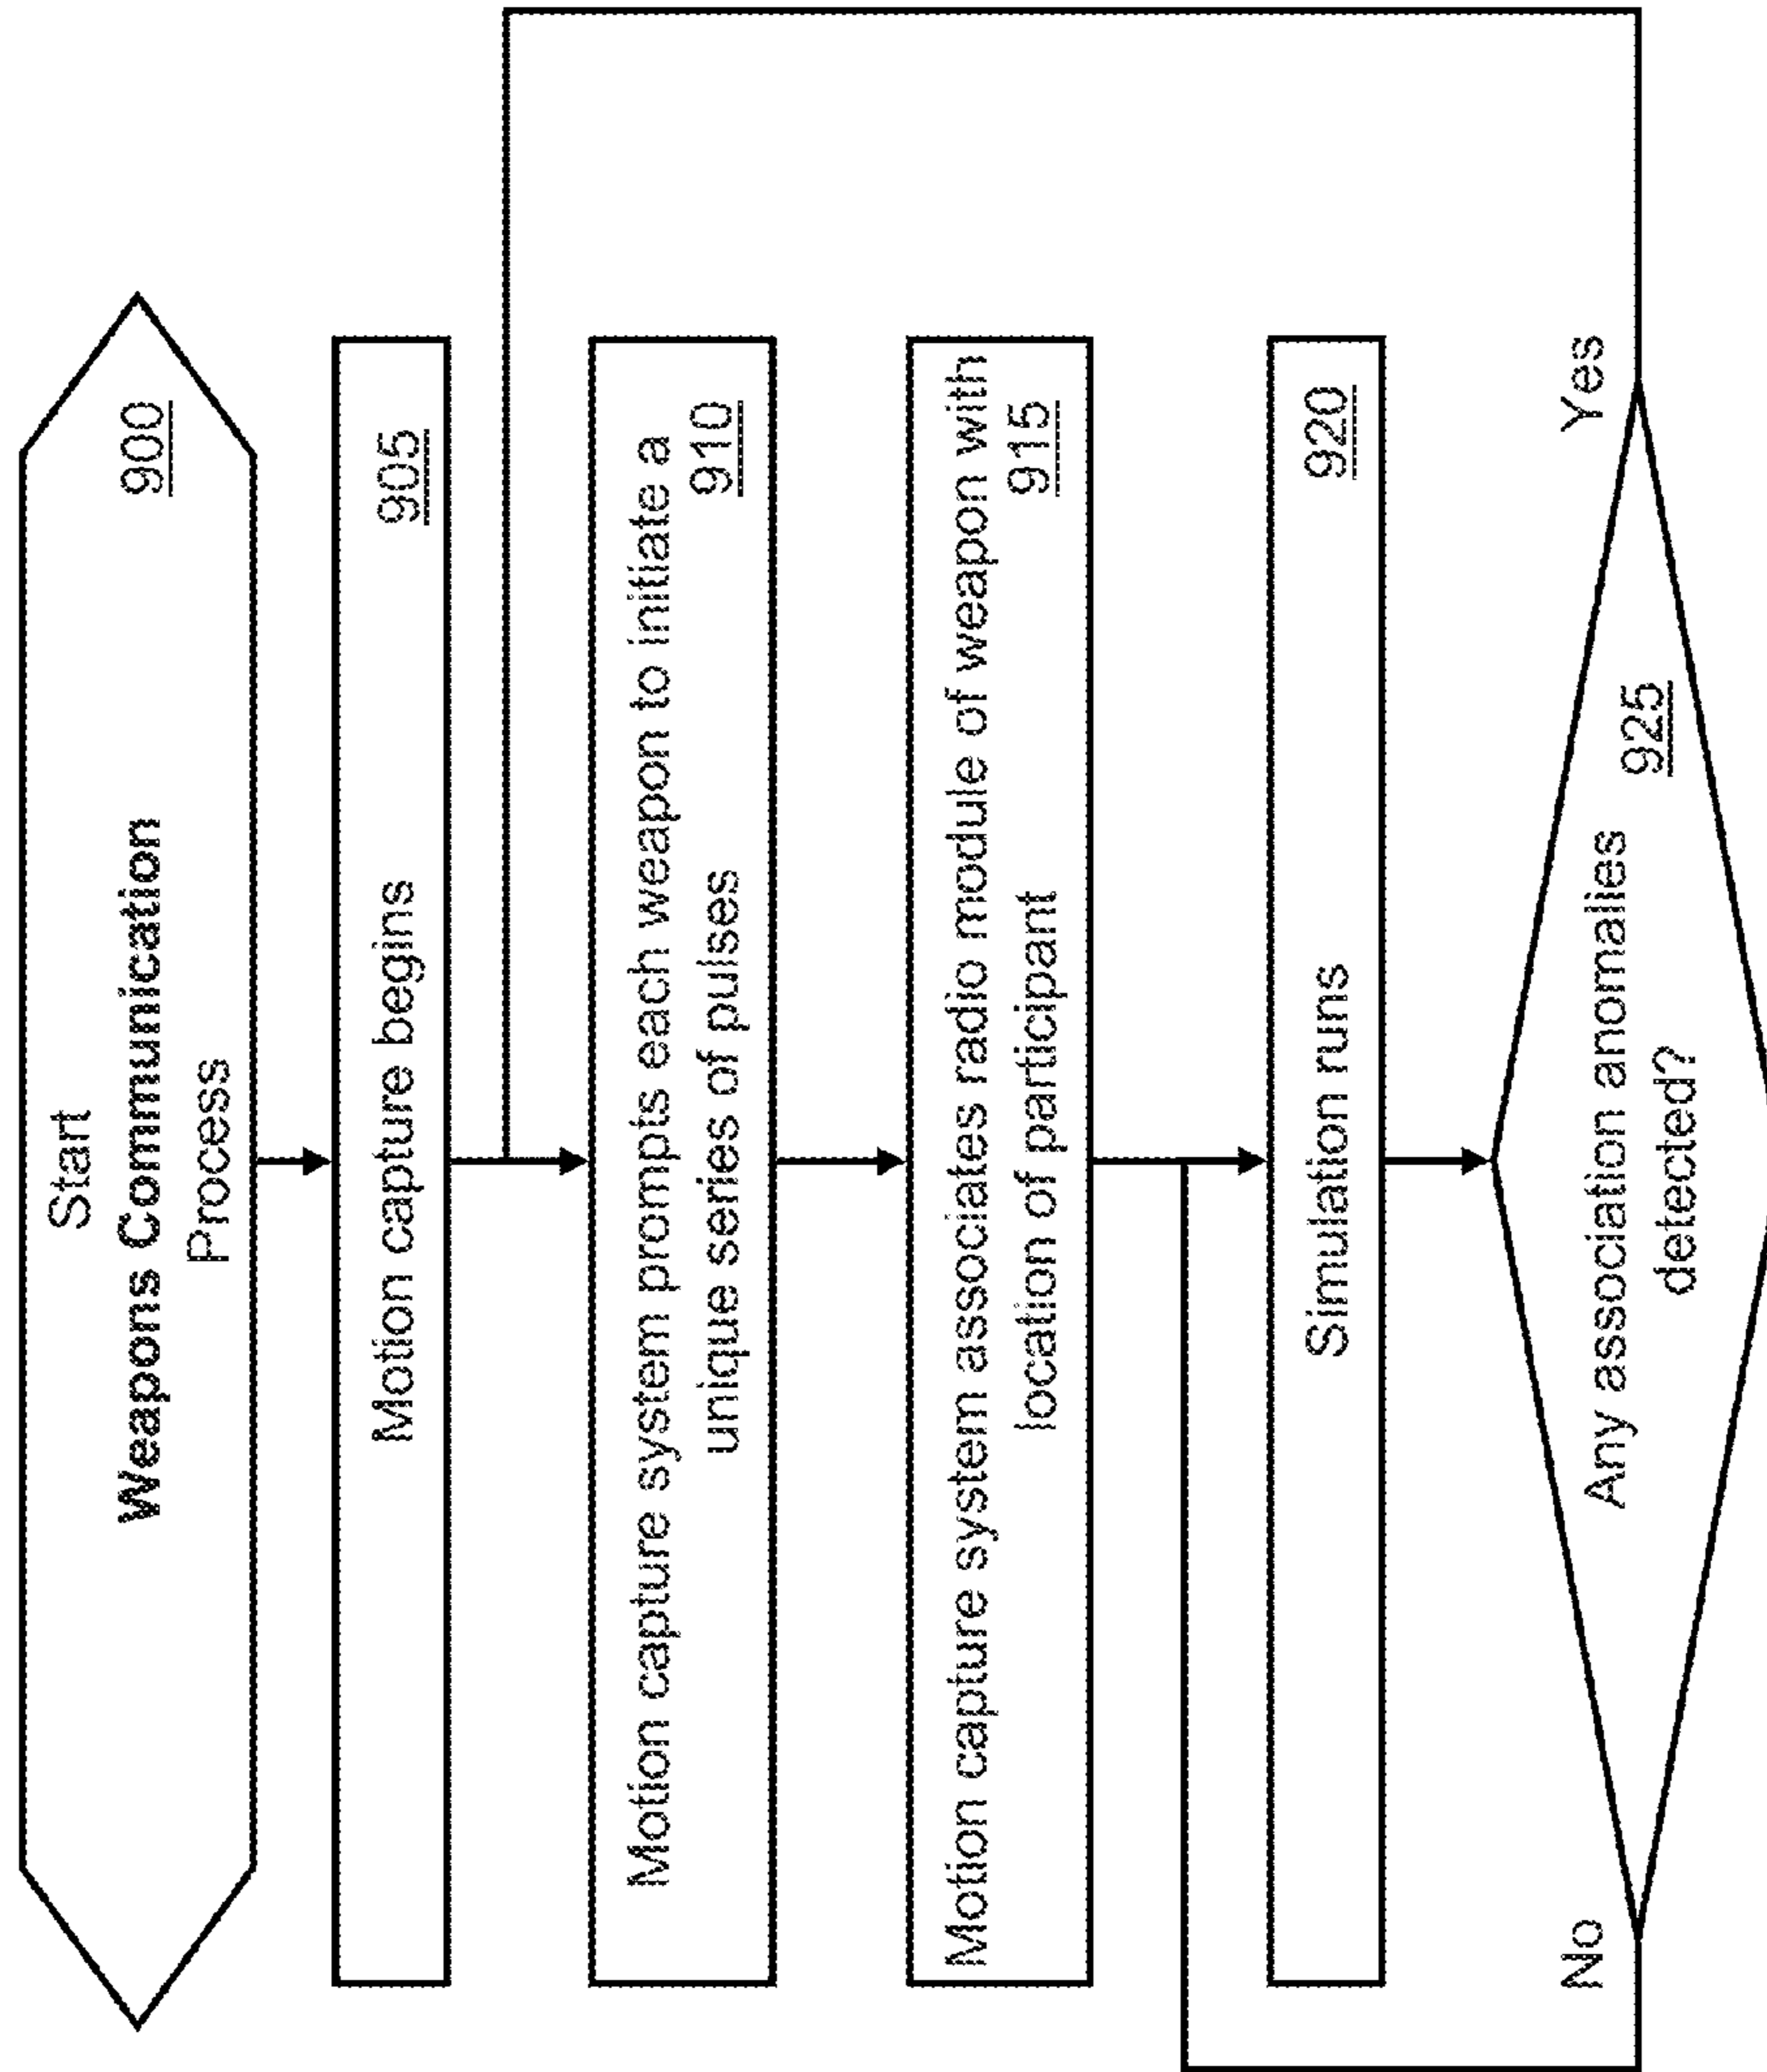 Start
Weapons Communication
900
Process
Motion capture begins
905
Motion capture system prompts each weapon to initiate a
unique series of pulses
910
Motion capture system associates radio module of weapon with
location of participant
915
Simulation runs
920
Any association anomalies
925
detected?
No
Yes